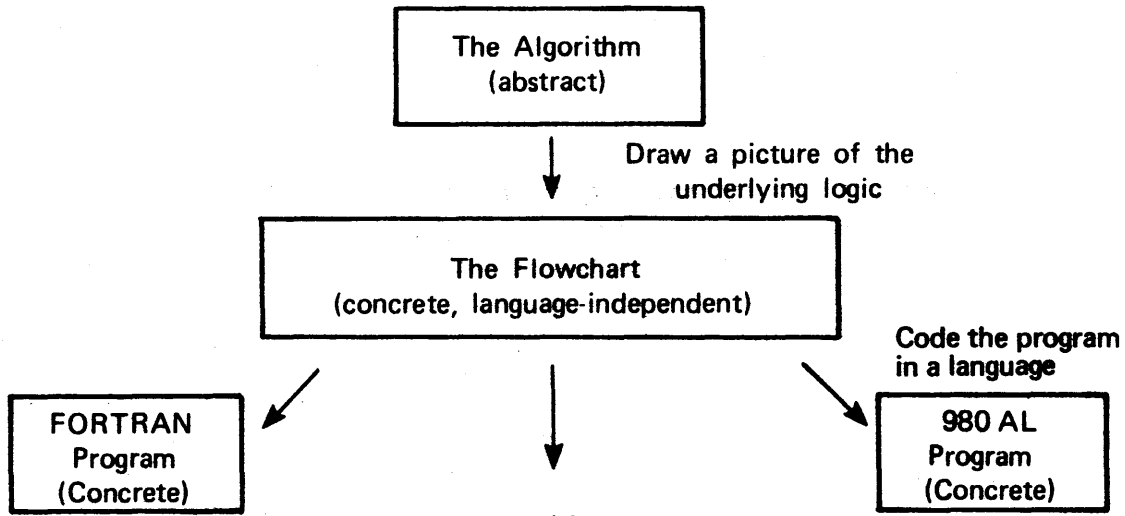 The Algorithm
(abstract)
Draw a picture of the
underlying logic
The Flowchart
(concrete, language-independent)
Code the program
in a language
FORTRAN
Program
(Concrete)
980 AL
Program
(Concrete)